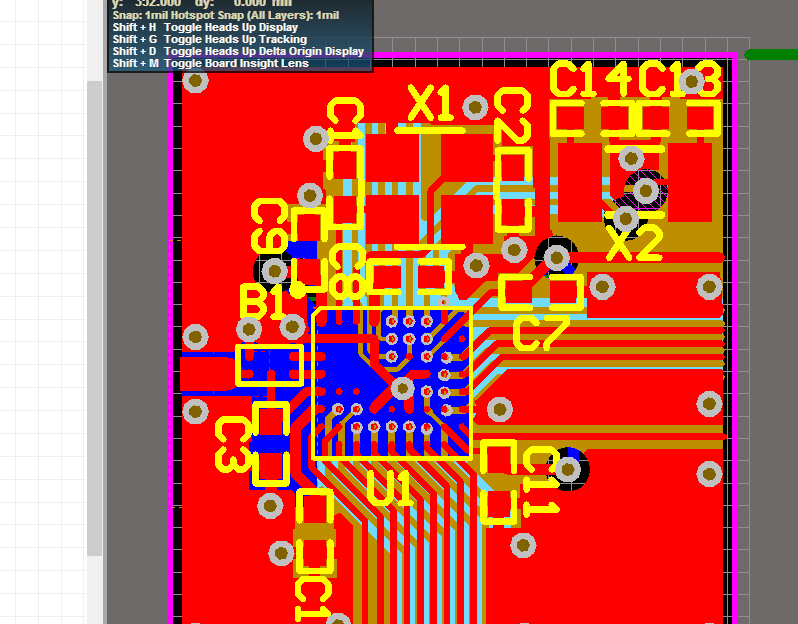 y: 352.000 dy: 0.000 mil
Snap: 1mil Hotspot Snap (All Layers): 1mil
Shift + H Toggle Heads Up Display
Shift + G Toggle Heads Up Tracking
Shift + D Toggle Heads Up Delta Origin Display
Shift + M Toggle Board Insight Lens
C14
C13
X1
C2
C1
C9
X2
C8
B1
C7
C3
U1
C11
C1